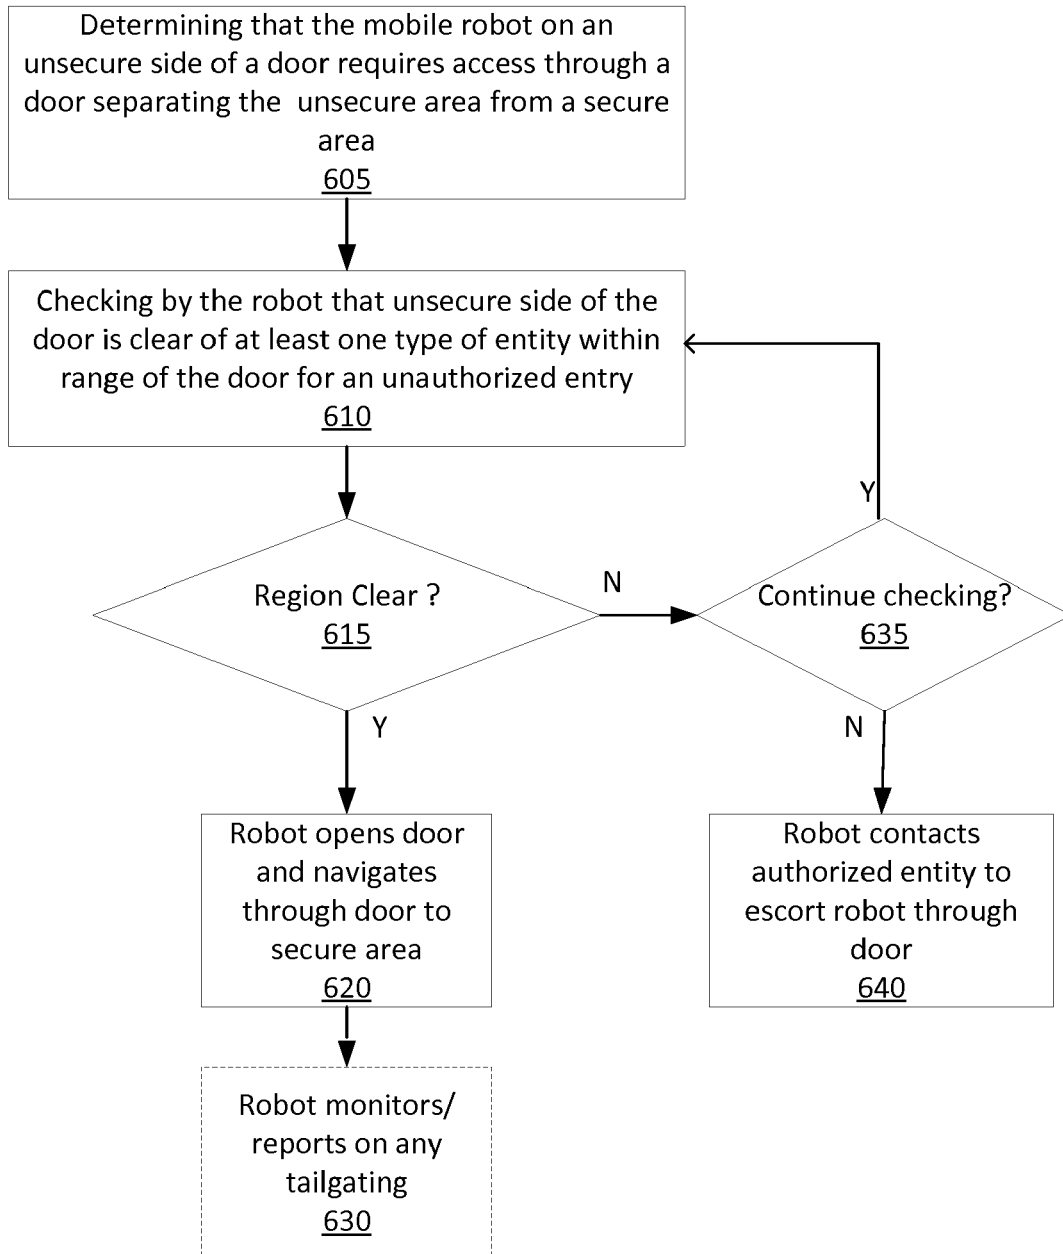 Determining that the mobile robot on an
unsecure side of a door requires access through a
door separating the unsecure area from a secure
area
605
Checking by the robot that unsecure side of the
door is clear of at least one type of entity within
range of the door for an unauthorized entry
610
Y
Region Clear ?
615
N
Continue checking?
635
Y
N
Robot opens door
and navigates
through door to
secure area
620
Robot contacts
authorized entity to
escort robot through
door
640
Robot monitors/
reports on any
tailgating
630